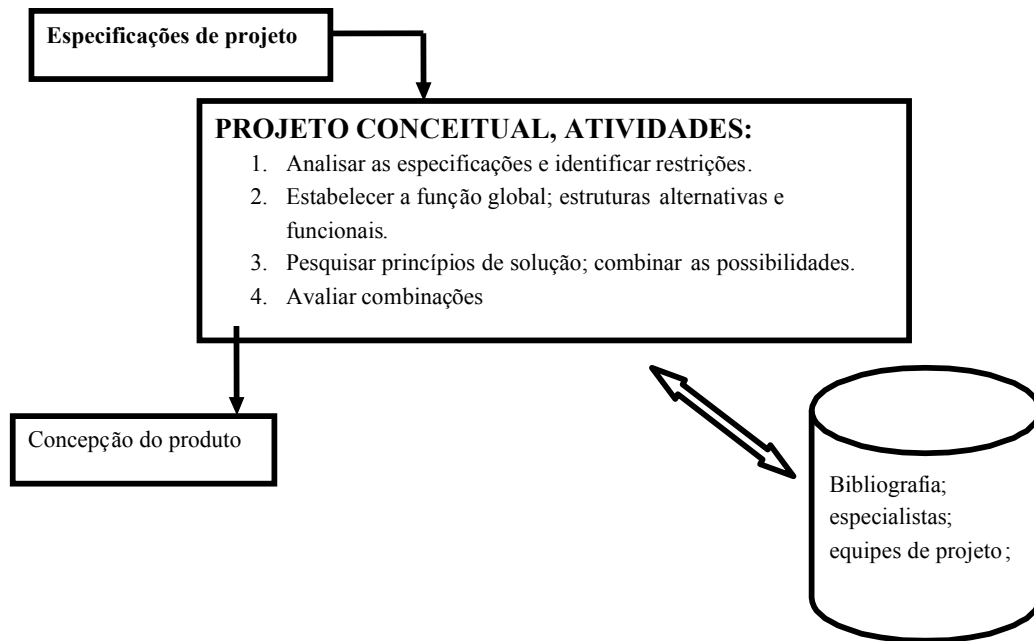 Especificações de projeto
PROJETO CONCEITUAL, ATIVIDADES:
1. Analisar as especificações e identificar restrições.
2. Estabelecer a função global; estruturas alternativas e
funcionais.
3. Pesquisar princípios de solução; combinar as possibilidades.
4. Avaliar combinações
Concepção do produto
Bibliografia;
especialistas;
equipes de projeto;